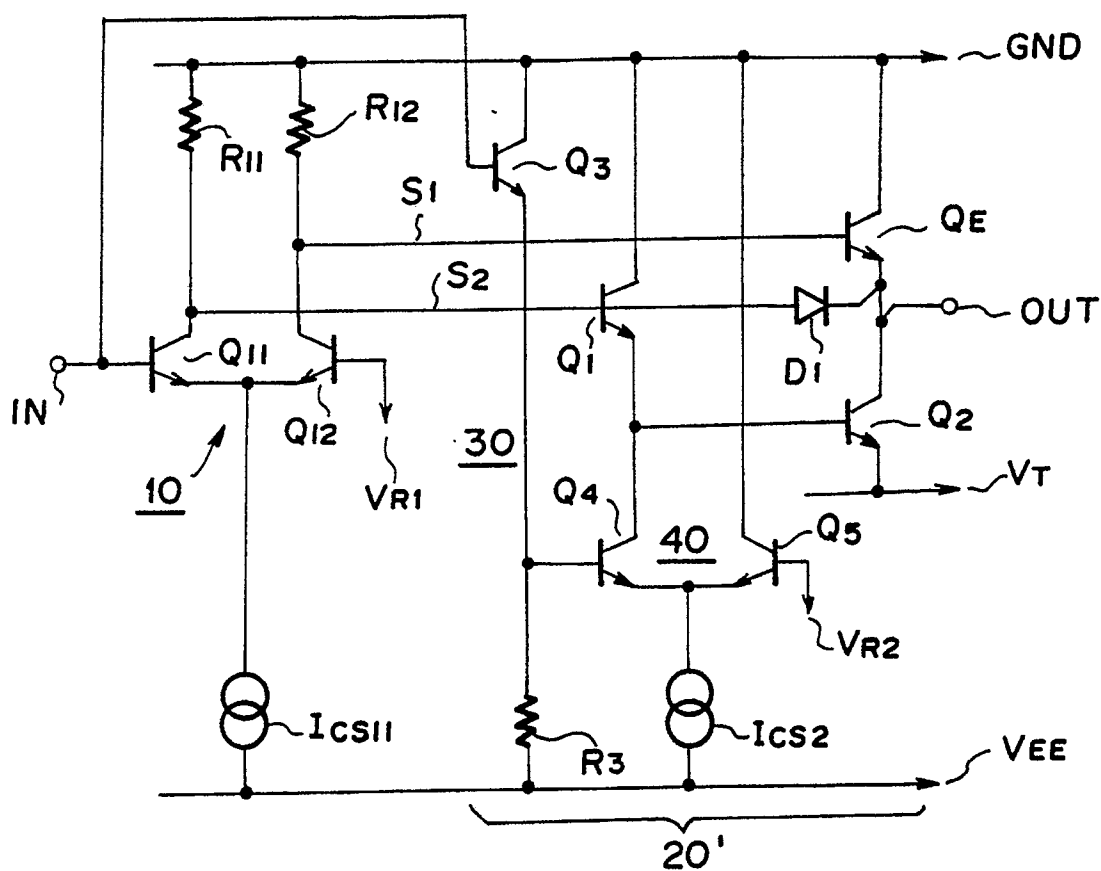 GND
R11
R12
Q3
S1
QE
S2
OUT
Q11
Q1
D1
IN
Q12
Q2
30
10
VR1
Q4
VT
40
Q5
VR2
ICS11
ICS2
R3
VEE
20'